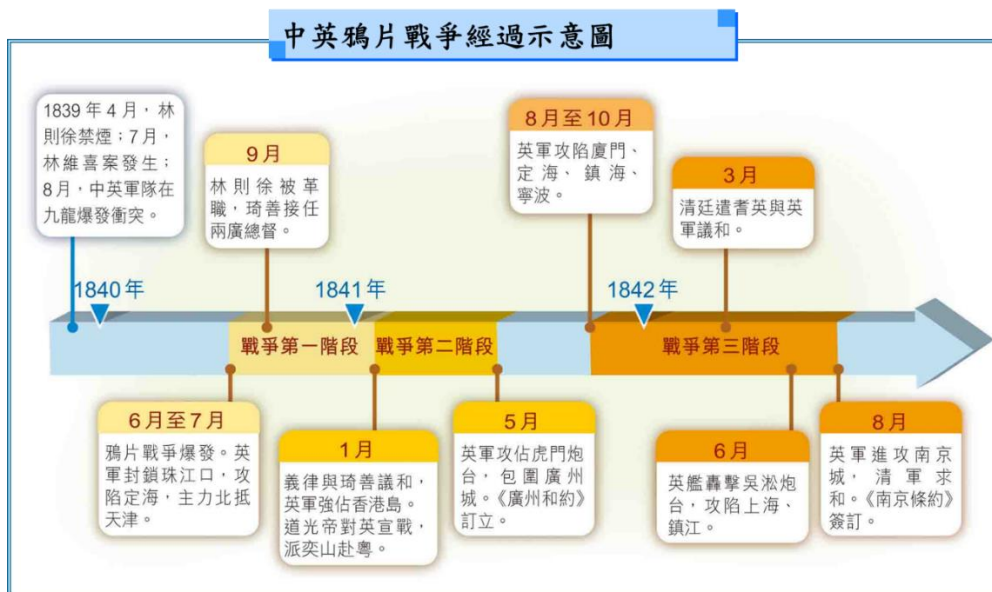 中英鴉片戰爭經過示意圖
1839年4月，林
則徐禁煙；7月，
林維喜案發生；
8月，中英軍隊在
九龍爆發衝突。
9月
林則徐被革
職，琦善接任
兩廣總督。
8月至10月
英軍攻陷廈門、
定海、鎮海、
寧波。
3月
清廷遣耆英與英
軍議和。
1840年
1841年
1842年
戰爭第一階段
戰爭第二階段
戰爭第三階段
6月至7月
鴉片戰爭爆發。英
軍封鎖珠江口，攻
陷定海，主力北抵
天津。
1月
義律與琦善議和，
英軍強佔香港島。
道光帝對英宣戰，
派奕山赴粵。
5月
英軍攻佔虎門炮
台，包圍廣州
城。《廣州和約》
訂立。
6月
英艦轟擊吳淞炮
台，攻陷上海、
鎮江。
8月
英軍進攻南京
城，清軍求
和。《南京條約》
簽訂。